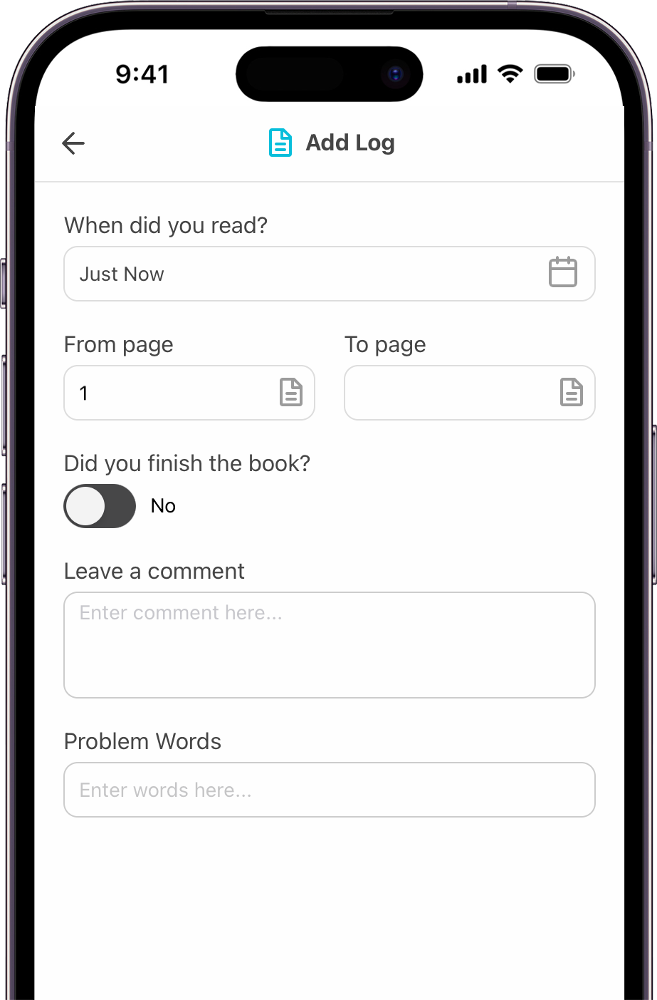 9:41
Add Log
When did you read?
Just Now
From page
To page
1
Did you finish the book?
No
Leave a comment
Enter comment here...
Problem Words
Enter words here...